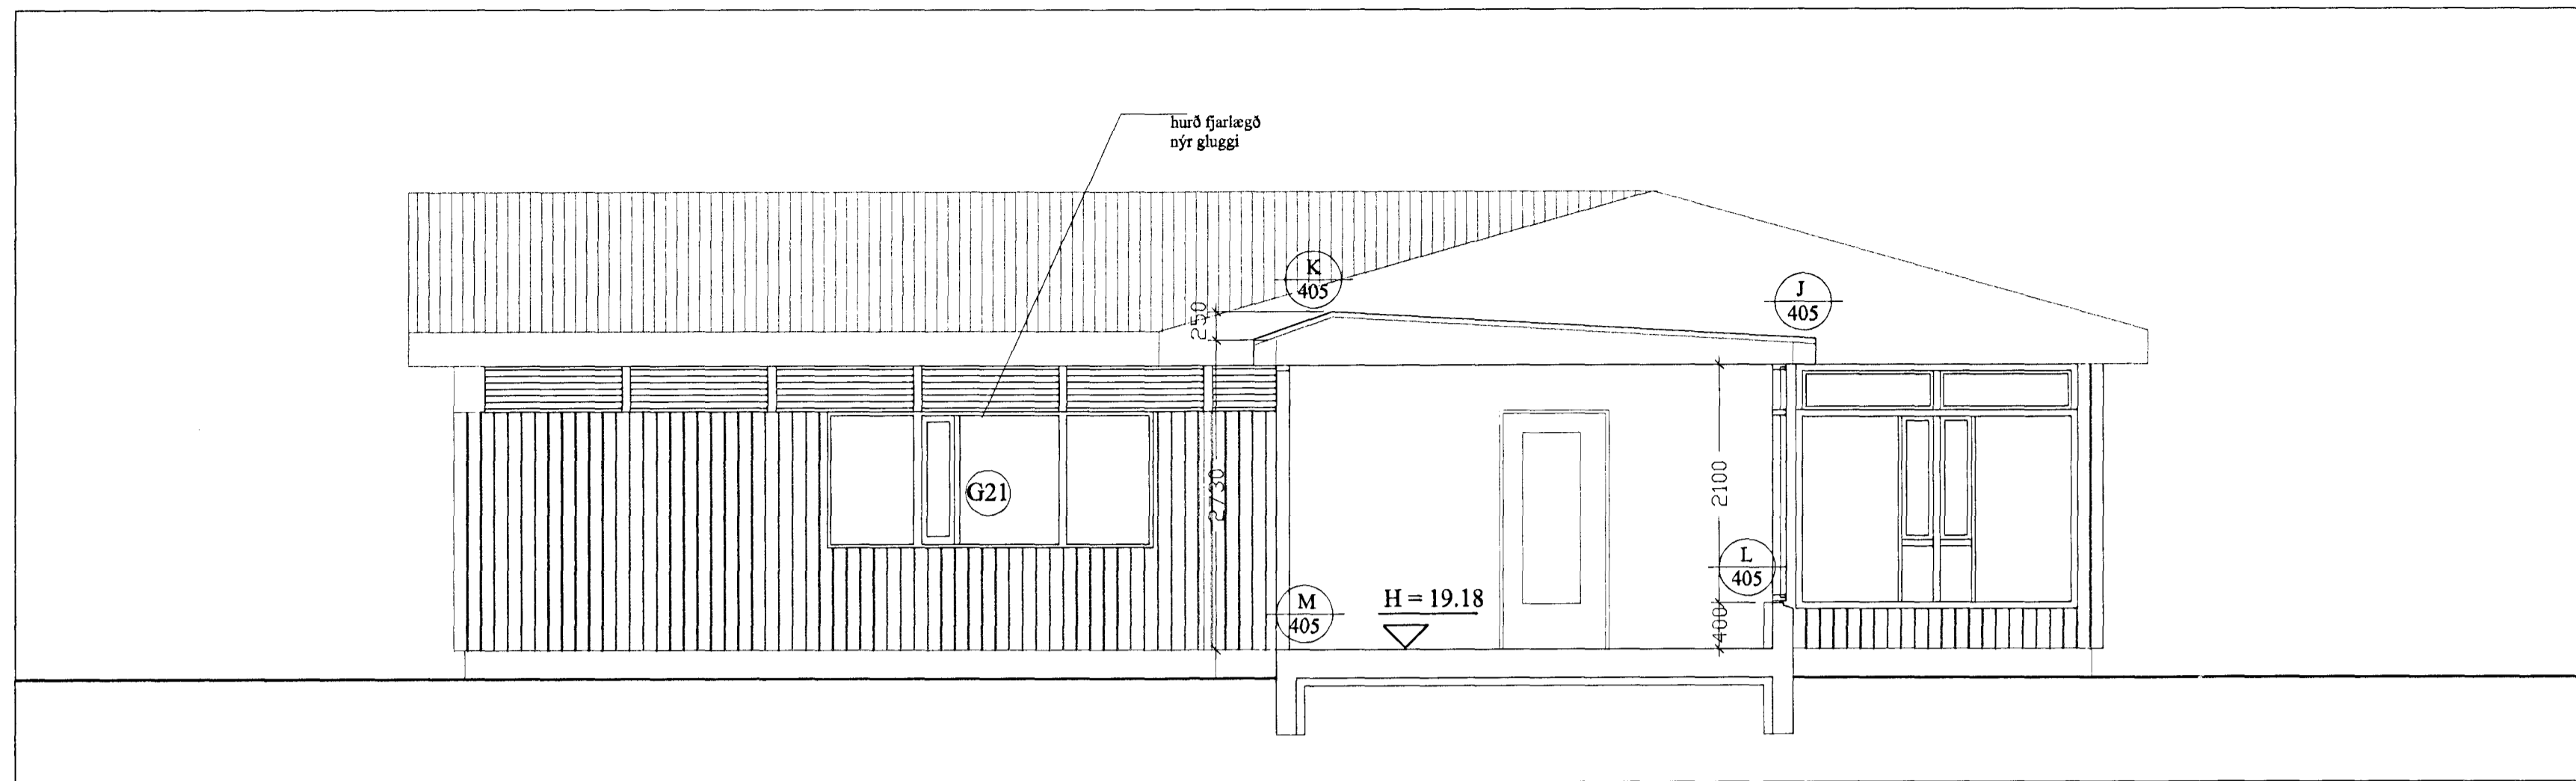 hurð fjarlægð
nýr gluggi
K
405
J
405
250
G21
2730
2100
L
405
M
405
H = 19.18
400